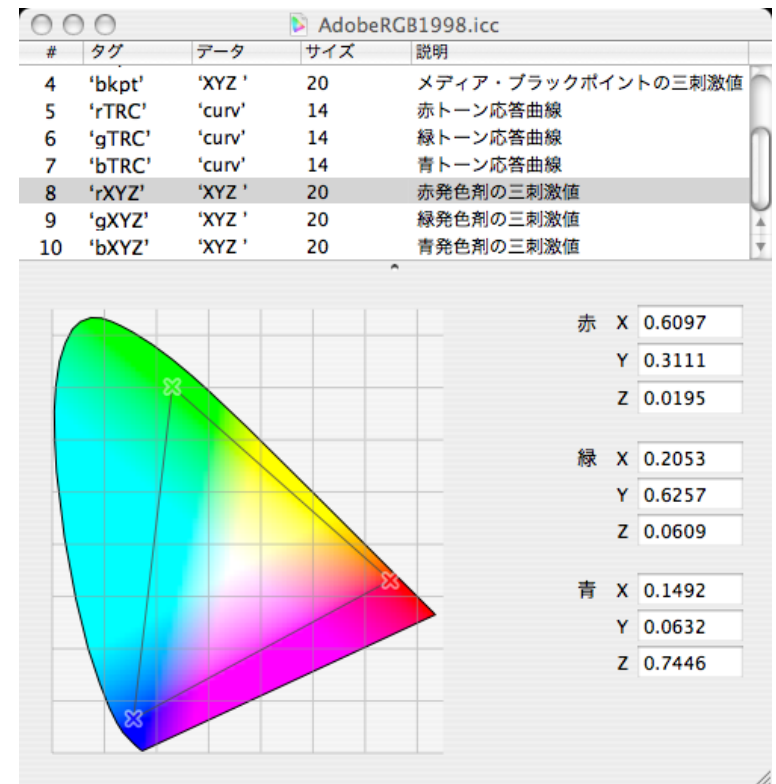 AdobeRGB1998.icc
# タグ データ サイズ 説明
4 ‘bkpt’ ‘XYZ ’ 20 メディア・ブラックポイントの三刺激値
5 ‘rTRC’ ‘curv’ 14 赤トーン応答曲線
6 ‘gTRC’ ‘curv’ 14 緑トーン応答曲線
7 ‘bTRC’ ‘curv’ 14 青トーン応答曲線
8 ‘rXYZ’ ‘XYZ ’ 20 赤発色剤の三刺激値
9 ‘gXYZ’ ‘XYZ ’ 20 緑発色剤の三刺激値
10 ‘bXYZ’ ‘XYZ ’ 20 青発色剤の三刺激値
赤 X 0.6097
Y 0.3111
Z 0.0195
緑 X 0.2053
Y 0.6257
Z 0.0609
青 X 0.1492
Y 0.0632
Z 0.7446